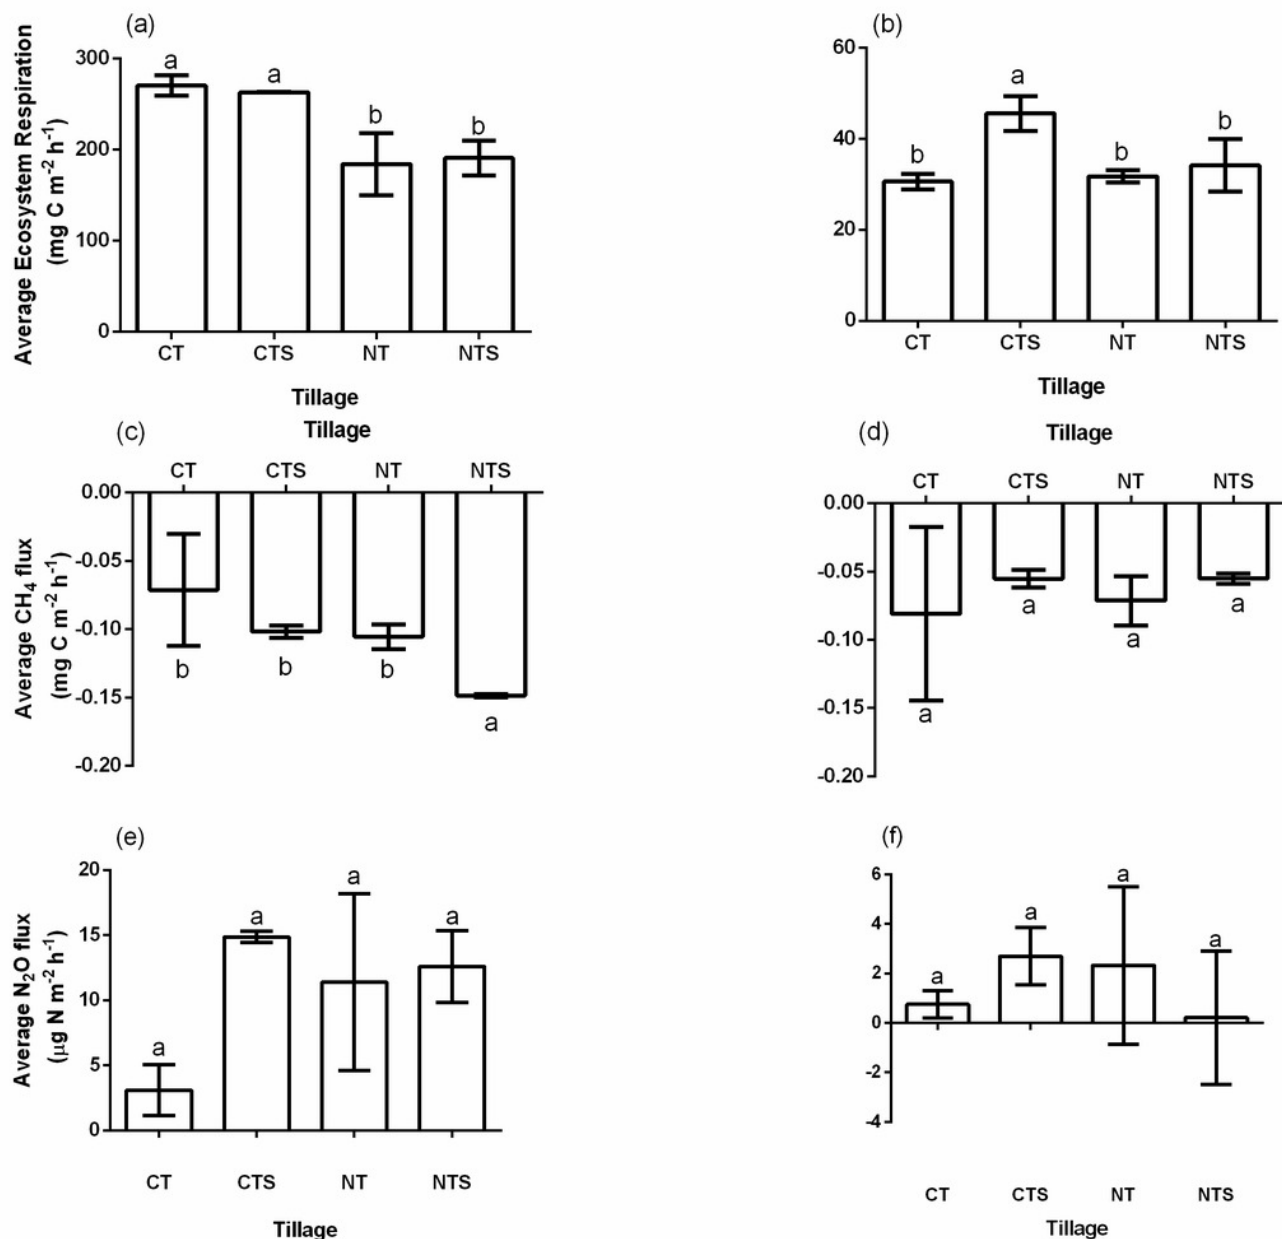 (a)
Average Ecosystem Respiration
(mg C m⁻² h⁻¹)
300
200
100
0
a
a
b
b
CT CTS NT NTS
Tillage
(b)
60
40
20
0
b
a
b
b
CT CTS NT NTS
Tillage
(c)
Tillage
CT CTS NT NTS
Average CH₄ flux
(mg C m⁻² h⁻¹)
0.00
-0.05
-0.10
-0.15
-0.20
b
b
b
a
(d)
Tillage
CT CTS NT NTS
0.00
-0.05
-0.10
-0.15
-0.20
a
a
a
a
(e)
Average N₂O flux
(µg N m⁻² h⁻¹)
20
15
10
5
0
a
a
a
a
CT CTS NT NTS
Tillage
(f)
6
4
2
0
-2
-4
a
a
a
a
CT CTS NT NTS
Tillage